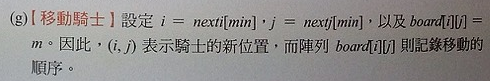 (g)【移動騎士】設定 i = nexti[min]，j = nextj[min]，以及 board[i][j] =
m。因此，(i, j) 表示騎士的新位置，而陣列 board[i][j] 則記錄移動的
順序。